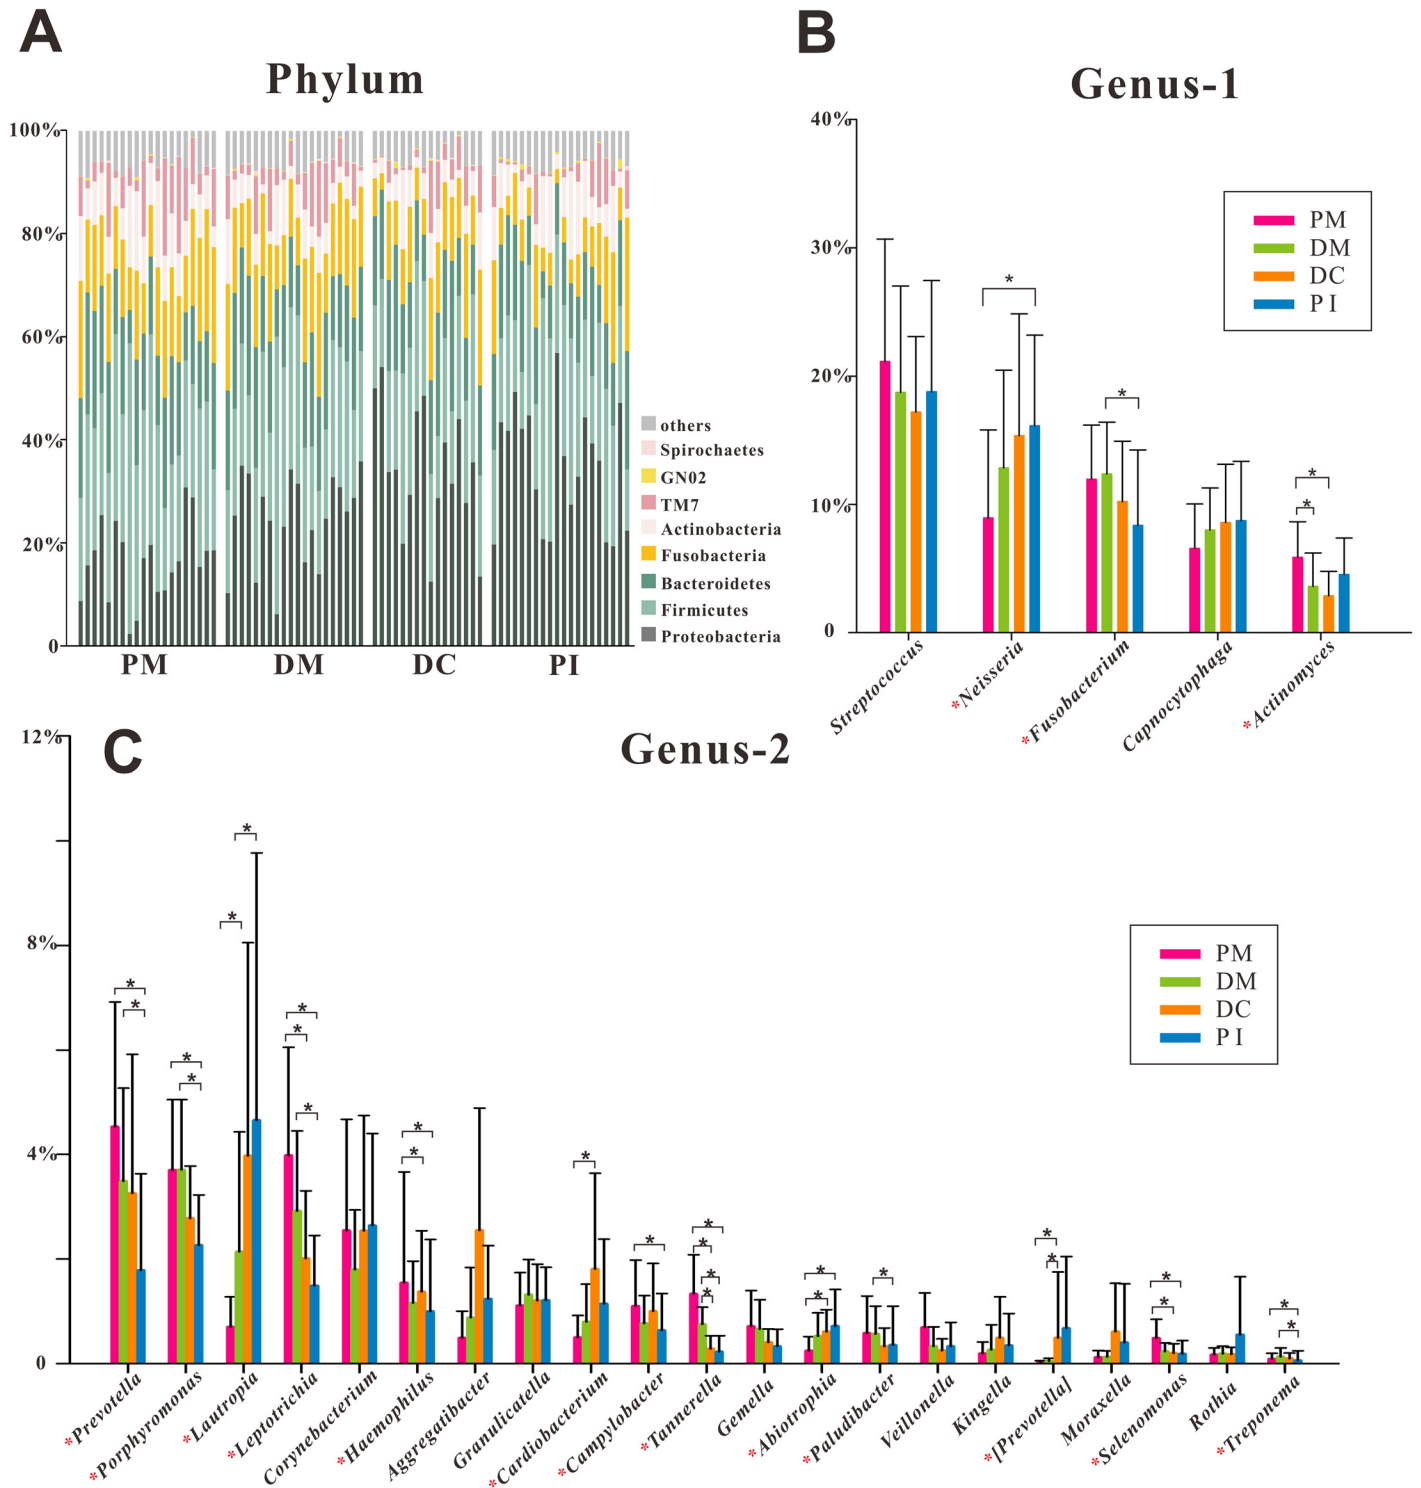 A
Phylum
100%
80%
60%
40%
20%
0
PM DM DC PI
others
Spirochaetes
GN02
TM7
Actinobacteria
Fusobacteria
Bacteroidetes
Firmicutes
Proteobacteria
B
Genus-1
40%
30%
20%
10%
0
PM
DM
DC
PI
* * * *
Streptococcus
*Neisseria
*Fusobacterium
Capnocytophaga
*Actinomyces
C
Genus-2
12%
8%
4%
0
PM
DM
DC
PI
* * * * * * * * * * * * * * * * * * * * * * * * * *
*Prevotella
*Porphyromonas
*Lautropia
*Leptotrichia
Corynebacterium
*Haemophilus
Aggregatibacter
Granulicatella
*Cardiobacterium
*Campylobacter
*Tannerella
Gemella
*Abiotrophia
*Paludibacter
Veillonella
Kingella
*[Prevotella]
Moraxella
*Selenomonas
Rothia
*Treponema